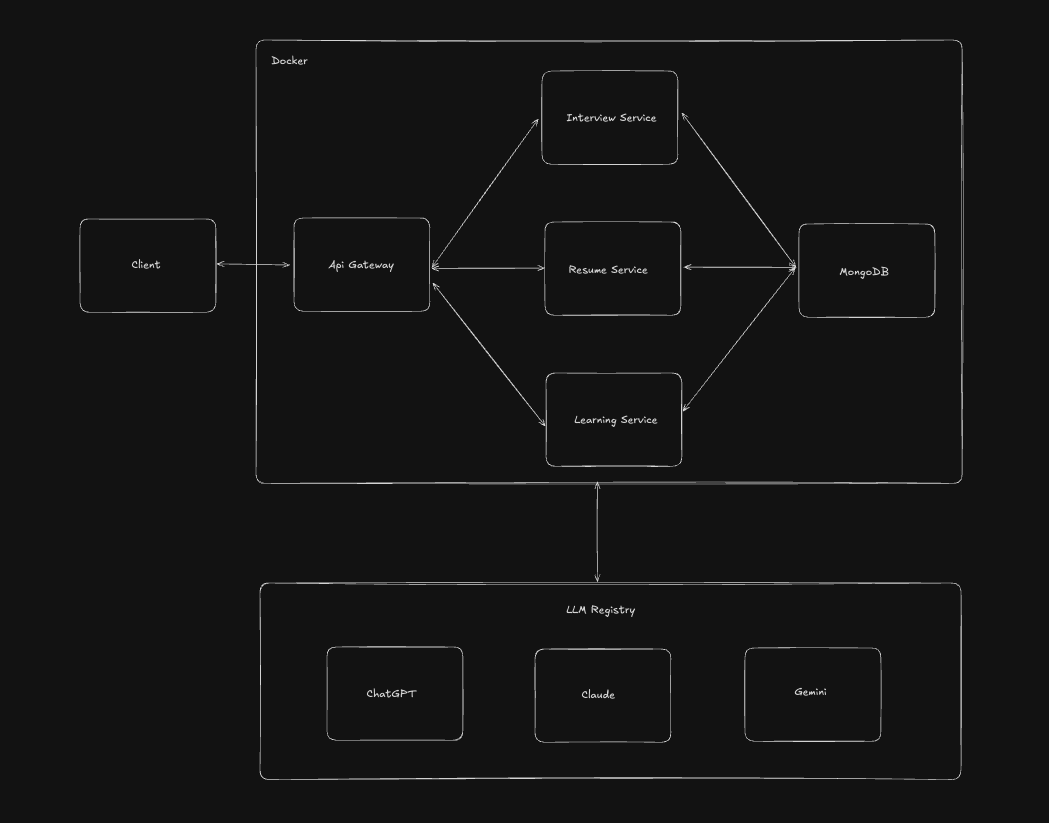 Docker
Interview Service
Client
Api Gateway
Resume Service
MongoDB
Learning Service
LLM Registry
ChatGPT
Claude
Gemini